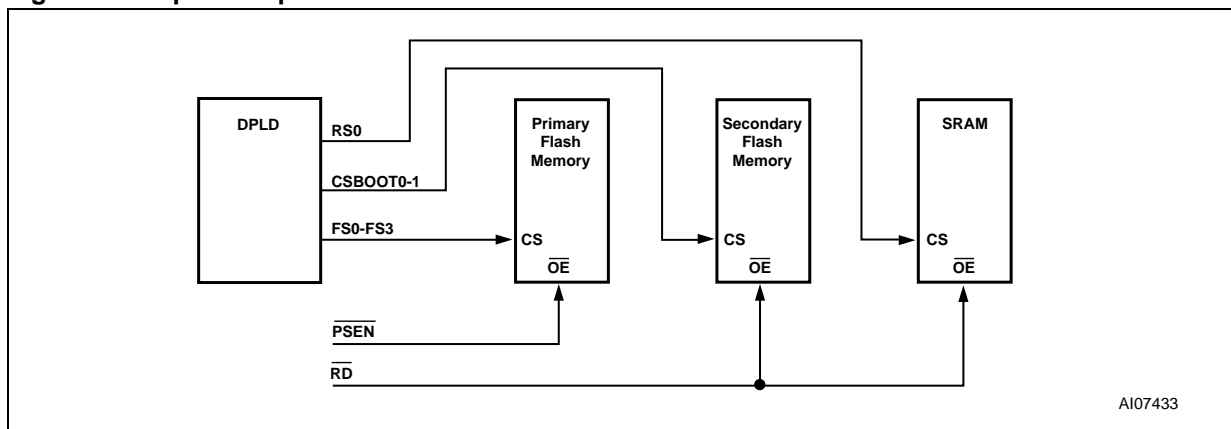 DPLD
RS0
CSBOOT0-1
FS0-FS3
Primary
Flash
Memory
CS
OE
Secondary
Flash
Memory
CS
OE
SRAM
CS
OE
PSEN
RD
AI07433